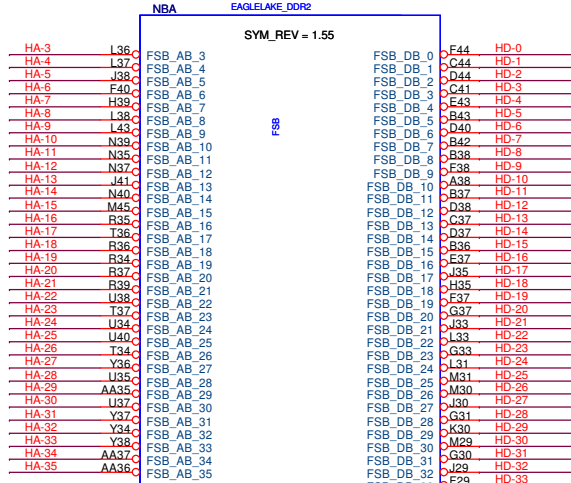 NBA EAGLELAKE_DDR2
SYM_REV = 1.55
FSB
HA-3 L36 FSB_AB_3 FSB_DB_0 F44 HD-0
HA-4 L37 FSB_AB_4 FSB_DB_1 C44 HD-1
HA-5 J38 FSB_AB_5 FSB_DB_2 D44 HD-2
HA-6 F40 FSB_AB_6 FSB_DB_3 C41 HD-3
HA-7 H39 FSB_AB_7 FSB_DB_4 E43 HD-4
HA-8 L38 FSB_AB_8 FSB_DB_5 B43 HD-5
HA-9 L43 FSB_AB_9 FSB_DB_6 D40 HD-6
HA-10 N39 FSB_AB_10 FSB_DB_7 B42 HD-7
HA-11 N35 FSB_AB_11 FSB_DB_8 B38 HD-8
HA-12 N37 FSB_AB_12 FSB_DB_9 F38 HD-9
HA-13 J41 FSB_AB_13 FSB_DB_10 A38 HD-10
HA-14 N40 FSB_AB_14 FSB_DB_11 B37 HD-11
HA-15 M45 FSB_AB_15 FSB_DB_12 D38 HD-12
HA-16 R35 FSB_AB_16 FSB_DB_13 C37 HD-13
HA-17 T36 FSB_AB_17 FSB_DB_14 D37 HD-14
HA-18 R36 FSB_AB_18 FSB_DB_15 B36 HD-15
HA-19 R34 FSB_AB_19 FSB_DB_16 E37 HD-16
HA-20 R37 FSB_AB_20 FSB_DB_17 J35 HD-17
HA-21 R39 FSB_AB_21 FSB_DB_18 H35 HD-18
HA-22 U38 FSB_AB_22 FSB_DB_19 F37 HD-19
HA-23 T37 FSB_AB_23 FSB_DB_20 G37 HD-20
HA-24 U34 FSB_AB_24 FSB_DB_21 J33 HD-21
HA-25 U40 FSB_AB_25 FSB_DB_22 L33 HD-22
HA-26 T34 FSB_AB_26 FSB_DB_23 G33 HD-23
HA-27 Y36 FSB_AB_27 FSB_DB_24 L31 HD-24
HA-28 U35 FSB_AB_28 FSB_DB_25 M31 HD-25
HA-29 AA35 FSB_AB_29 FSB_DB_26 M30 HD-26
HA-30 U37 FSB_AB_30 FSB_DB_27 J30 HD-27
HA-31 Y37 FSB_AB_31 FSB_DB_28 G31 HD-28
HA-32 Y34 FSB_AB_32 FSB_DB_29 K30 HD-29
HA-33 Y38 FSB_AB_33 FSB_DB_30 M29 HD-30
HA-34 AA37 FSB_AB_34 FSB_DB_31 G30 HD-31
HA-35 AA36 FSB_AB_35 FSB_DB_32 J29 HD-32
HD-33